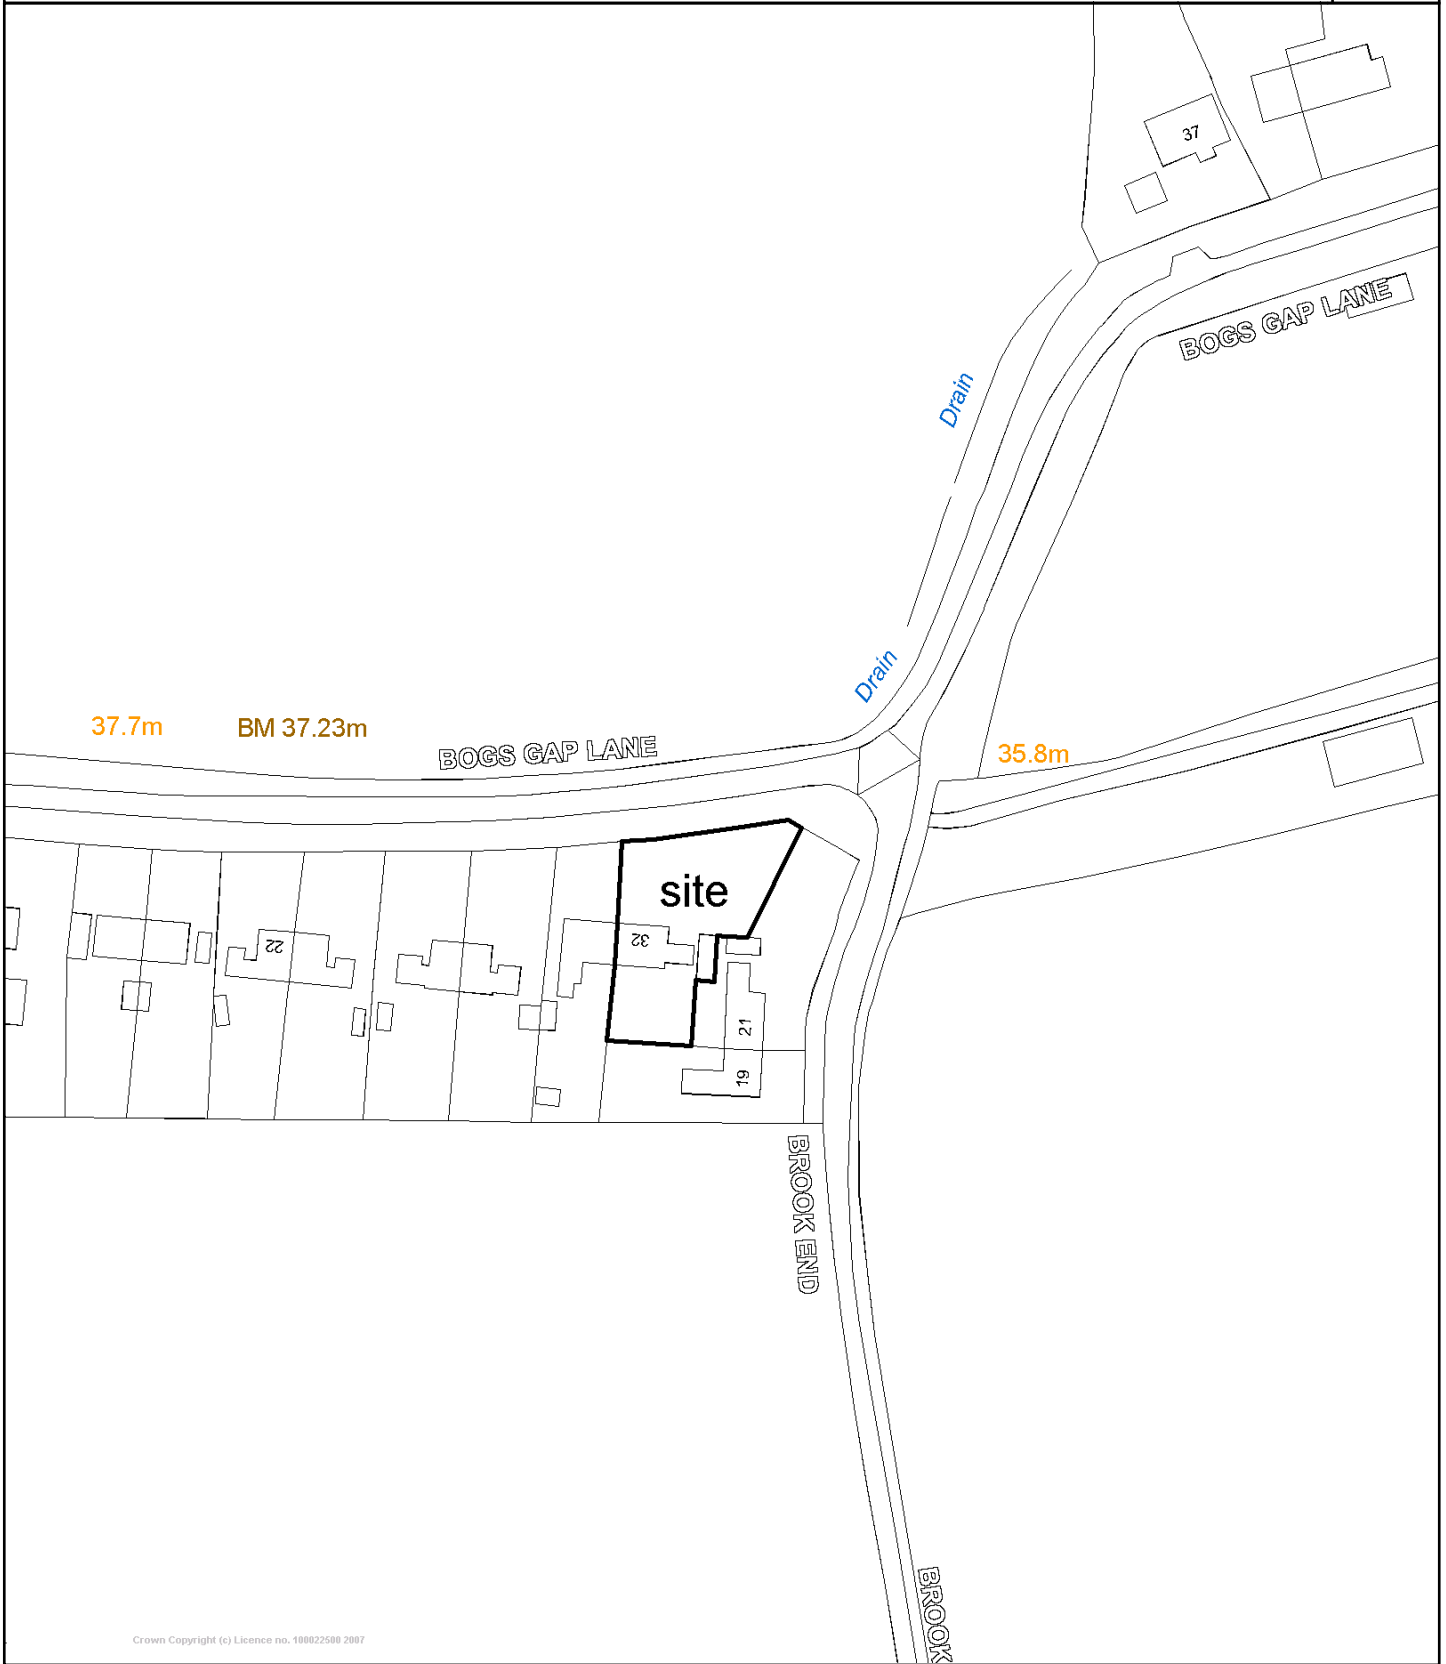 37
BOGS GAP LANE
Drain
Drain
37.7m
BM 37.23m
BOGS GAP LANE
35.8m
site
22
32
21
19
BROOK END
BROOK
Crown Copyright (c) Licence no. 100022500 2007